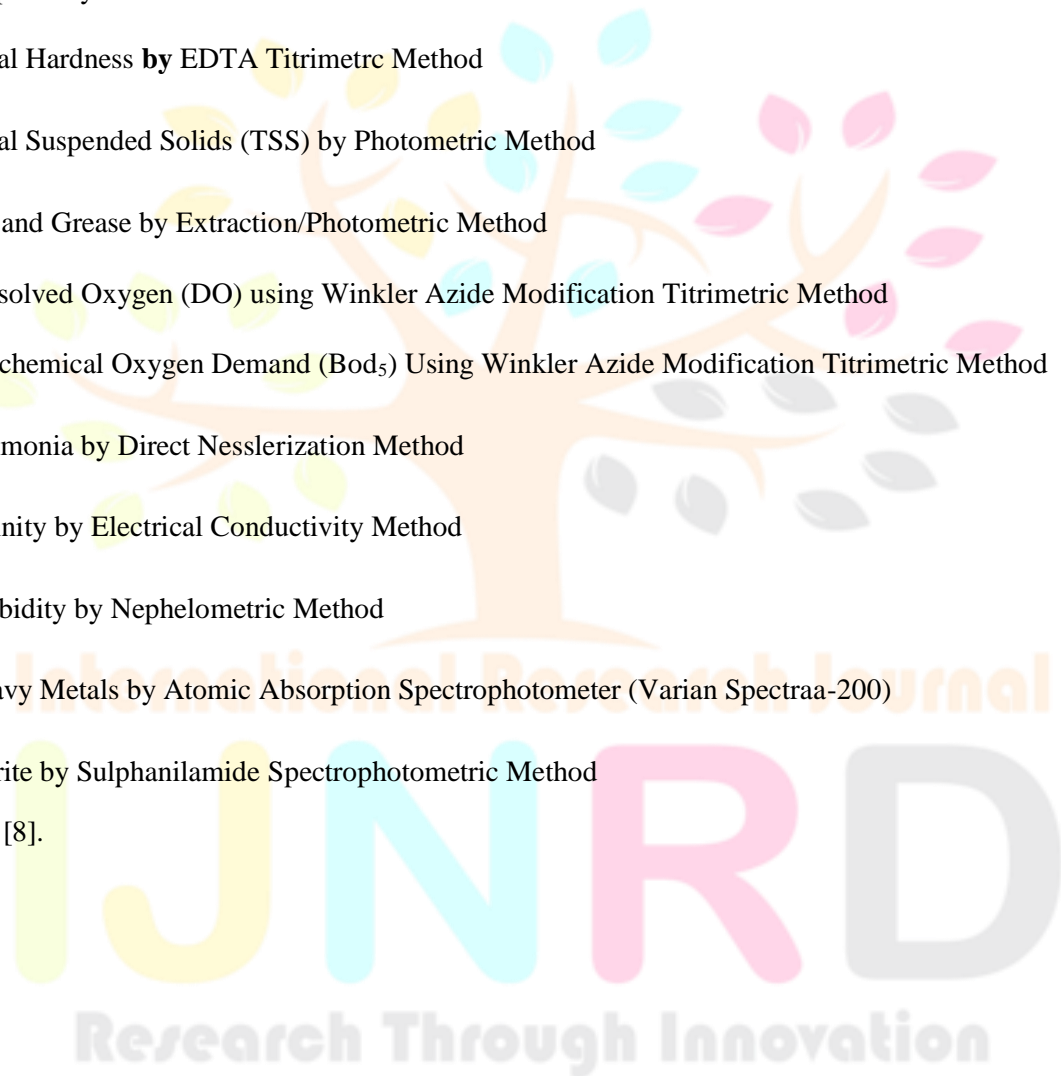 al Hardness by EDTA Titrimetrc Method
al Suspended Solids (TSS) by Photometric Method
and Grease by Extraction/Photometric Method
solved Oxygen (DO) using Winkler Azide Modification Titrimetric Method
chemical Oxygen Demand (Bod₅) Using Winkler Azide Modification Titrimetric Method
monia by Direct Nesslerization Method
nity by Electrical Conductivity Method
bidity by Nephelometric Method
International Research Journal
avy Metals by Atomic Absorption Spectrophotometer (Varian Spectraa-200)
rite by Sulphanilamide Spectrophotometric Method
[8].
IJNRD
Research Through Innovation